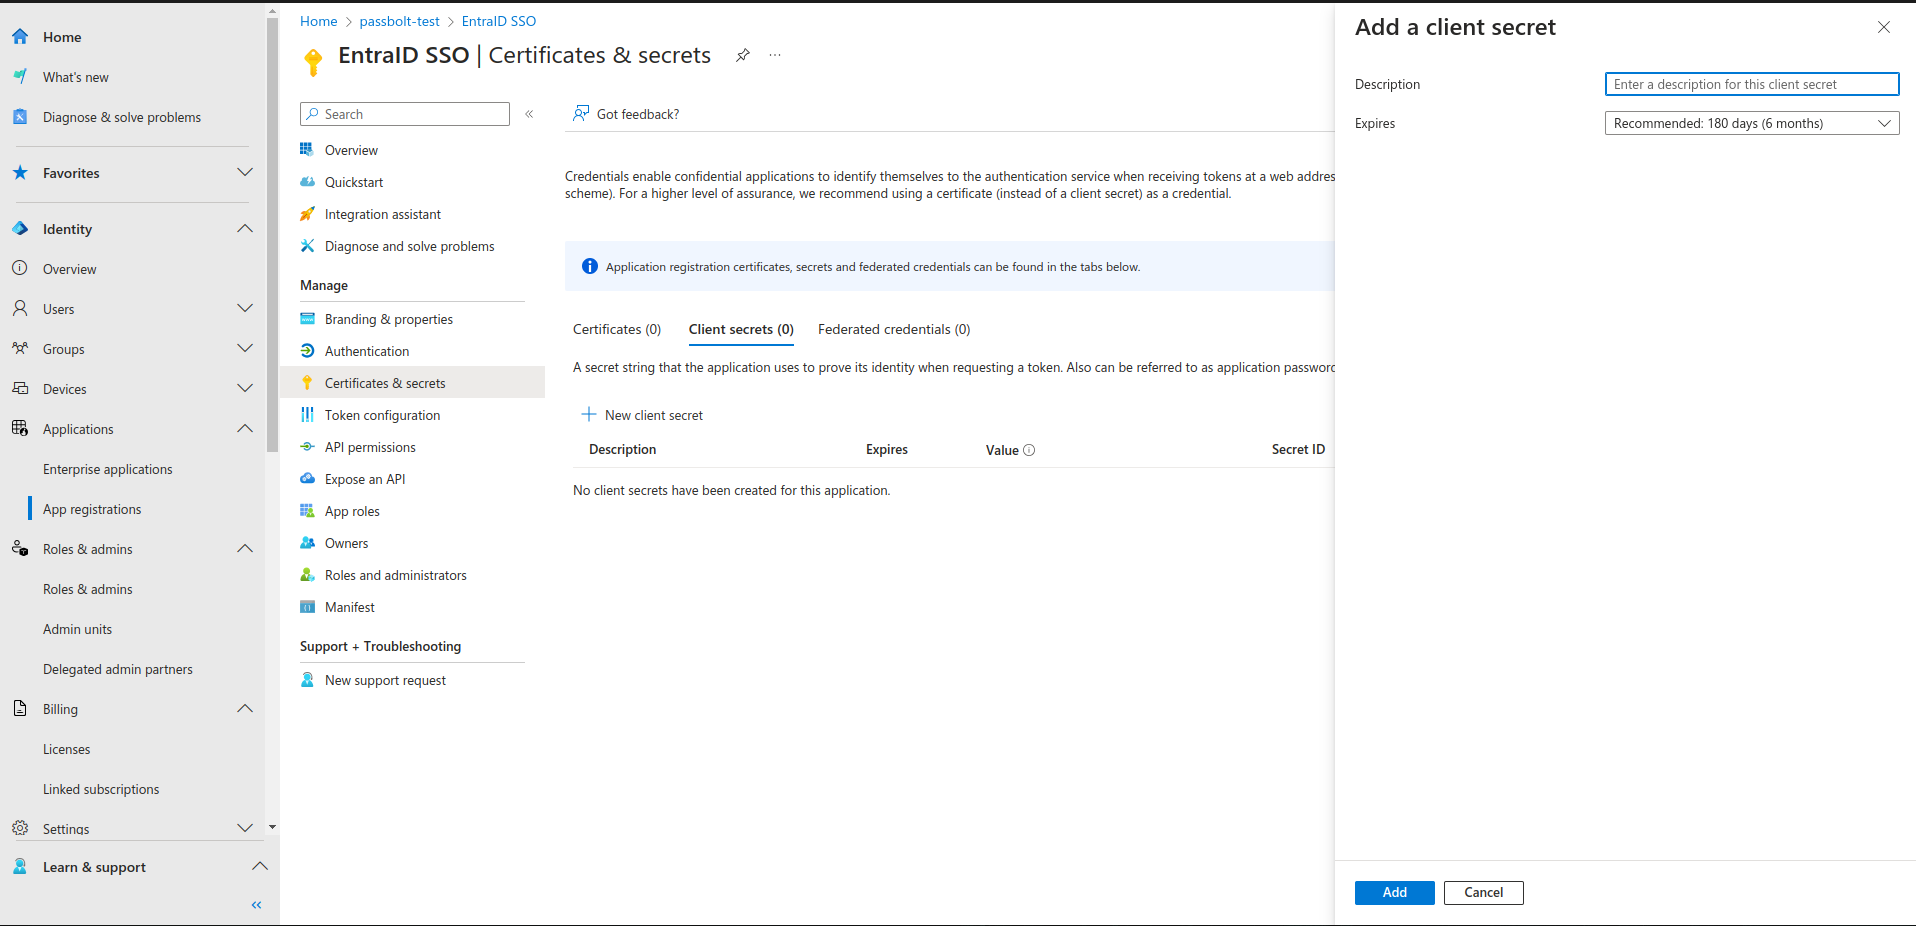 Home
What's new
Diagnose & solve problems
Favorites
Identity
Overview
Users
Groups
Devices
Applications
Enterprise applications
App registrations
Roles & admins
Roles & admins
Admin units
Delegated admin partners
Billing
Licenses
Linked subscriptions
Settings
Learn & support
Home > passbolt-test > EntraID SSO
EntraID SSO | Certificates & secrets
Search
Overview
Quickstart
Integration assistant
Diagnose and solve problems
Manage
Branding & properties
Authentication
Certificates & secrets
Token configuration
API permissions
Expose an API
App roles
Owners
Roles and administrators
Manifest
Support + Troubleshooting
New support request
Got feedback?
Credentials enable confidential applications to identify themselves to the authentication service when receiving tokens at a web addres
scheme). For a higher level of assurance, we recommend using a certificate (instead of a client secret) as a credential.
Application registration certificates, secrets and federated credentials can be found in the tabs below.
Certificates (0) Client secrets (0) Federated credentials (0)
A secret string that the application uses to prove its identity when requesting a token. Also can be referred to as application password
New client secret
Description Expires Value Secret ID
No client secrets have been created for this application.
Add a client secret
Description Enter a description for this client secret
Expires Recommended: 180 days (6 months)
Add Cancel